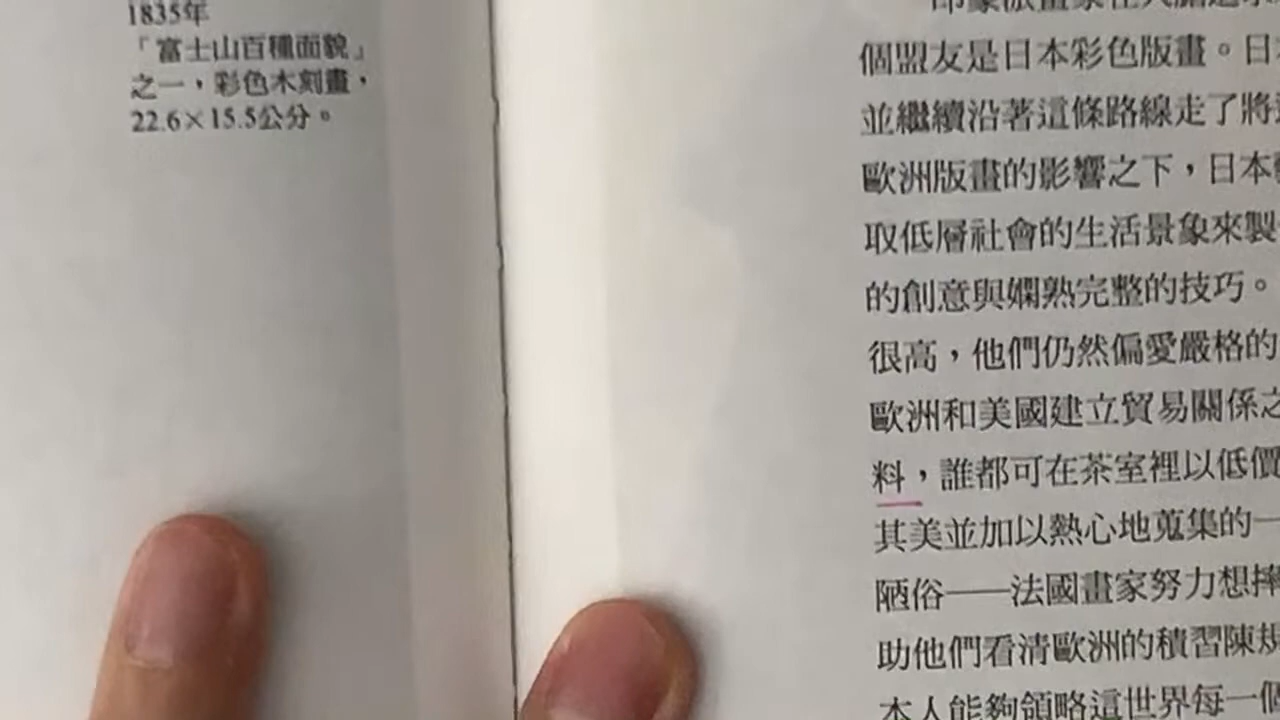 1835年
「富士山百種面貌」
之一，彩色木刻畫，
22.6×15.5公分。
個盟友是日本彩色版畫。日
並繼續沿著這條路線走了將
歐洲版畫的影響之下，日本
取低層社會的生活景象來製
的創意與嫻熟完整的技巧。
很高，他們仍然偏愛嚴格的
歐洲和美國建立貿易關係之
料，誰都可在茶室裡以低價
其美並加以熱心地蒐集的一
陋俗——法國畫家努力想摔
助他們看清歐洲的積習陳規
本人能夠領略這世界每一個